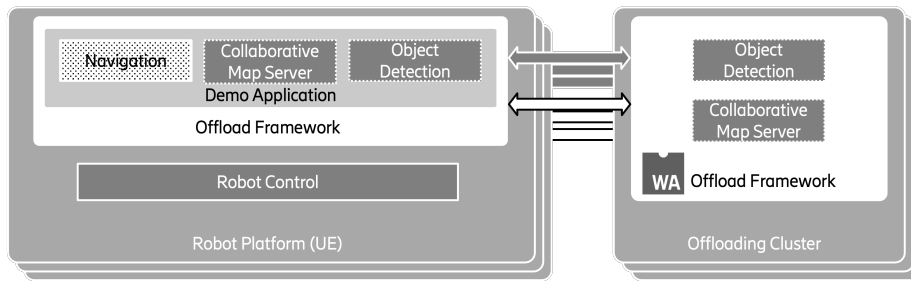 Navigation
Collaborative
Map Server
Object
Detection
Demo Application
Offload Framework
Robot Control
Robot Platform (UE)
Object
Detection
Collaborative
Map Server
WA
Offload Framework
Offloading Cluster